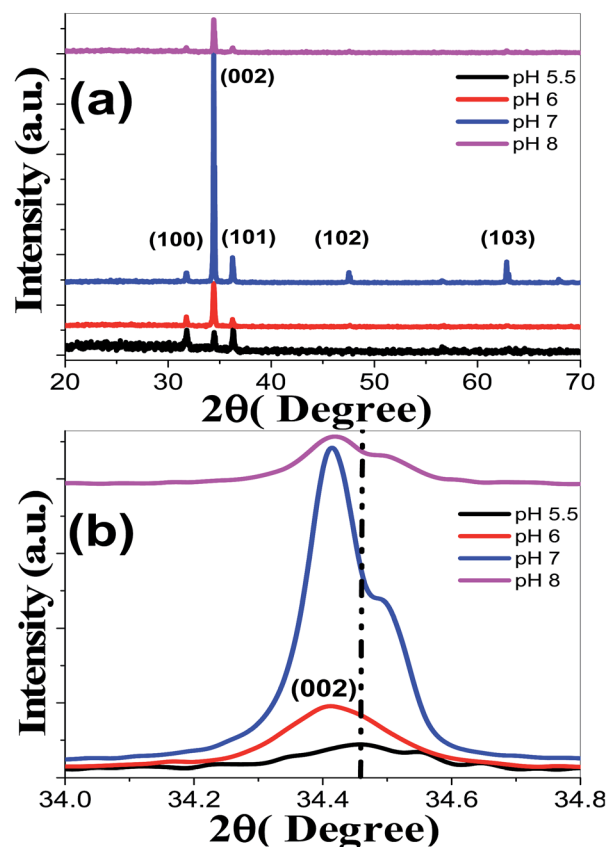 (a)
(002)
pH 5.5
pH 6
pH 7
pH 8
(100)
(101)
(102)
(103)
Intensity (a.u.)
20 30 40 50 60 70
2θ( Degree)
(b)
pH 5.5
pH 6
pH 7
pH 8
(002)
Intensity (a.u.)
34.0 34.2 34.4 34.6 34.8
2θ( Degree)